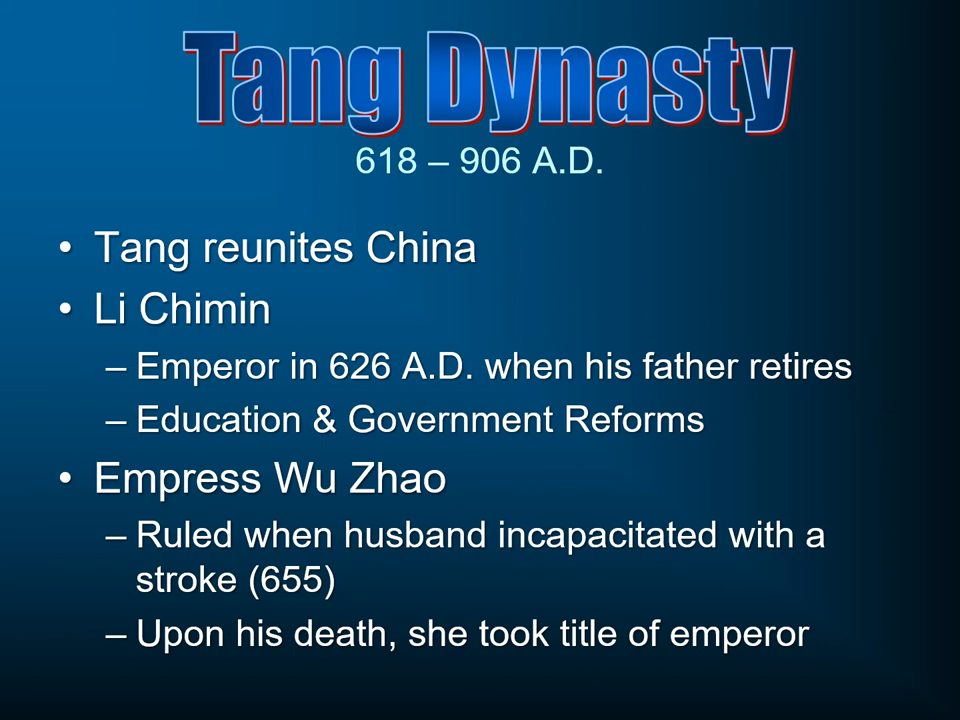 Tang Dynasty
618 – 906 A.D.
• Tang reunites China
• Li Chimin
– Emperor in 626 A.D. when his father retires
– Education & Government Reforms
• Empress Wu Zhao
– Ruled when husband incapacitated with a
stroke (655)
– Upon his death, she took title of emperor